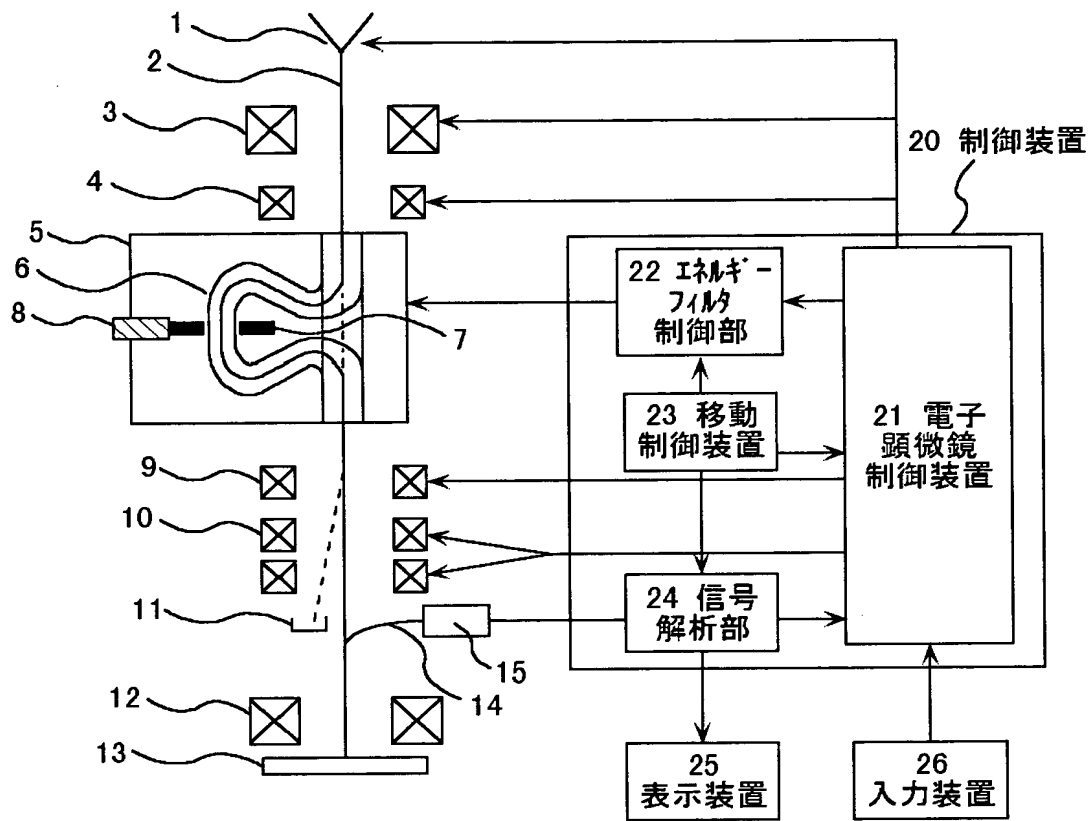 1
2
3
4
5
6
8
7
9
10
11
12
13
14
15
20 制御装置
22 エネルギー
フィルタ
制御部
23 移動
制御装置
21 電子
顕微鏡
制御装置
24 信号
解析部
25
表示装置
26
入力装置